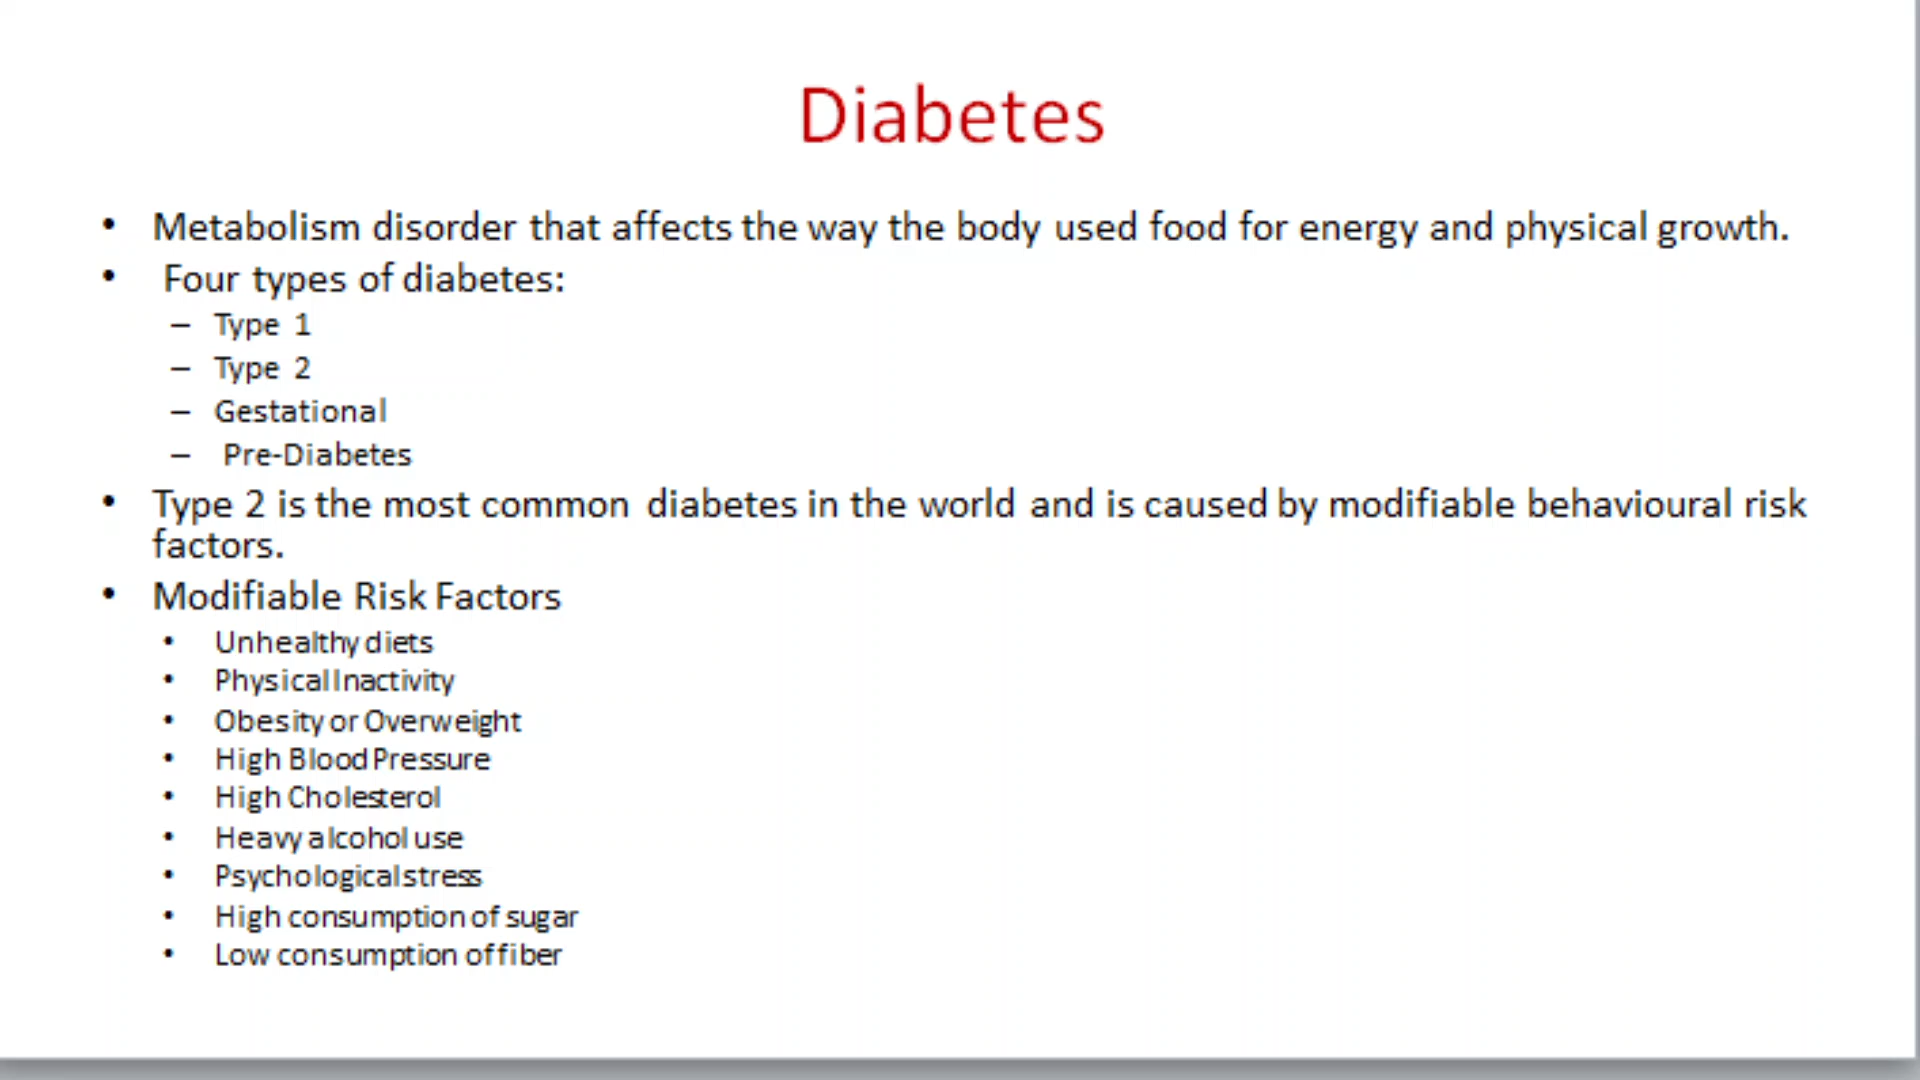 Diabetes
• Metabolism disorder that affects the way the body used food for energy and physical growth.
• Four types of diabetes:
– Type 1
– Type 2
– Gestational
– Pre-Diabetes
• Type 2 is the most common diabetes in the world and is caused by modifiable behavioural risk
factors.
• Modifiable Risk Factors
• Unhealthy diets
• Physical Inactivity
• Obesity or Overweight
• High Blood Pressure
• High Cholesterol
• Heavy alcohol use
• Psychological stress
• High consumption of sugar
• Low consumption of fiber